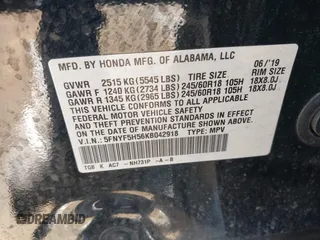 MFD. BY HONDA MFG. OF ALABAMA, LLC 06/'19
GVWR 2515 KG(5545 LBS) TIRE SIZE RIM SIZE
GAWR F 1240 KG(2734 LBS) 245/60R18 105H 18X8.0J
GAWR R 1345 KG(2965 LBS) 245/60R18 105H 18X8.0J
THIS VEHICLE CONFORMS TO ALL APPLICABLE
FEDERAL MOTOR VEHICLE SAFETY AND
THEFT PREVENTION STANDARDS IN EFFECT ON
THE DATE OF MANUFACTURE SHOWN ABOVE.
V.I.N.: 5FNYF5H56KB042918 TYPE: MPV
TG8 K AC7 -NH731P -A -B
DREAMBID